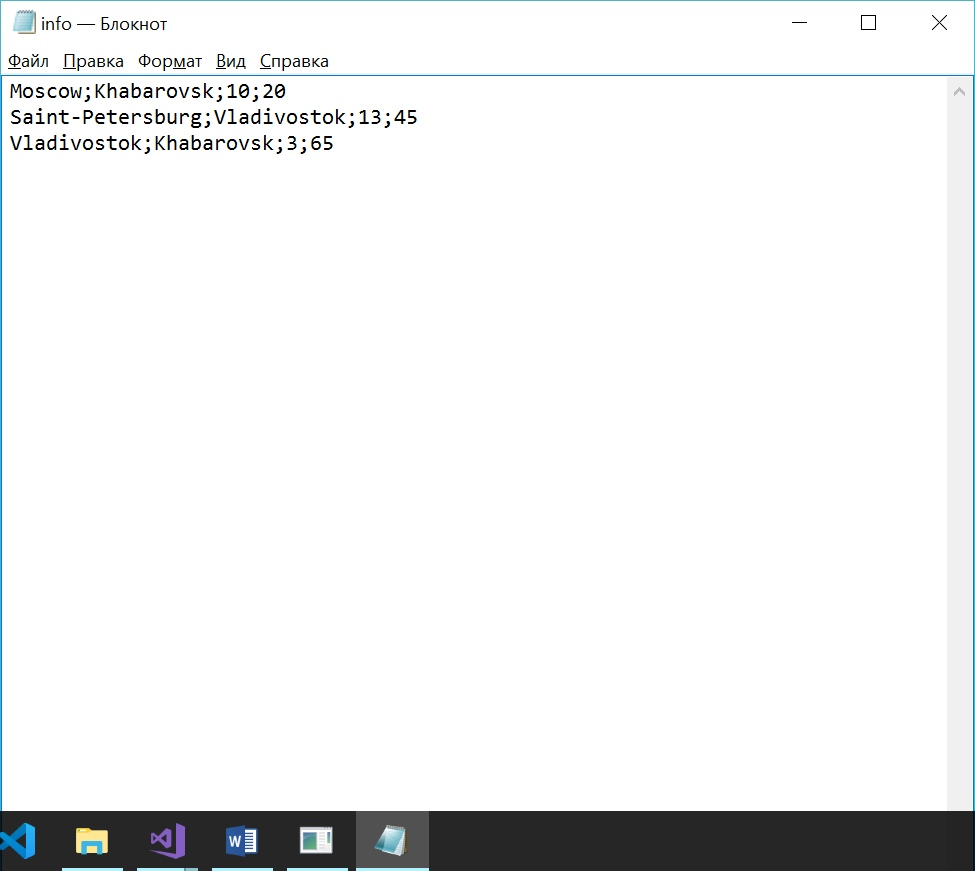 info — Блокнот
Файл Правка Формат Вид Справка
Moscow;Khabarovsk;10;20
Saint-Petersburg;Vladivostok;13;45
Vladivostok;Khabarovsk;3;65
W